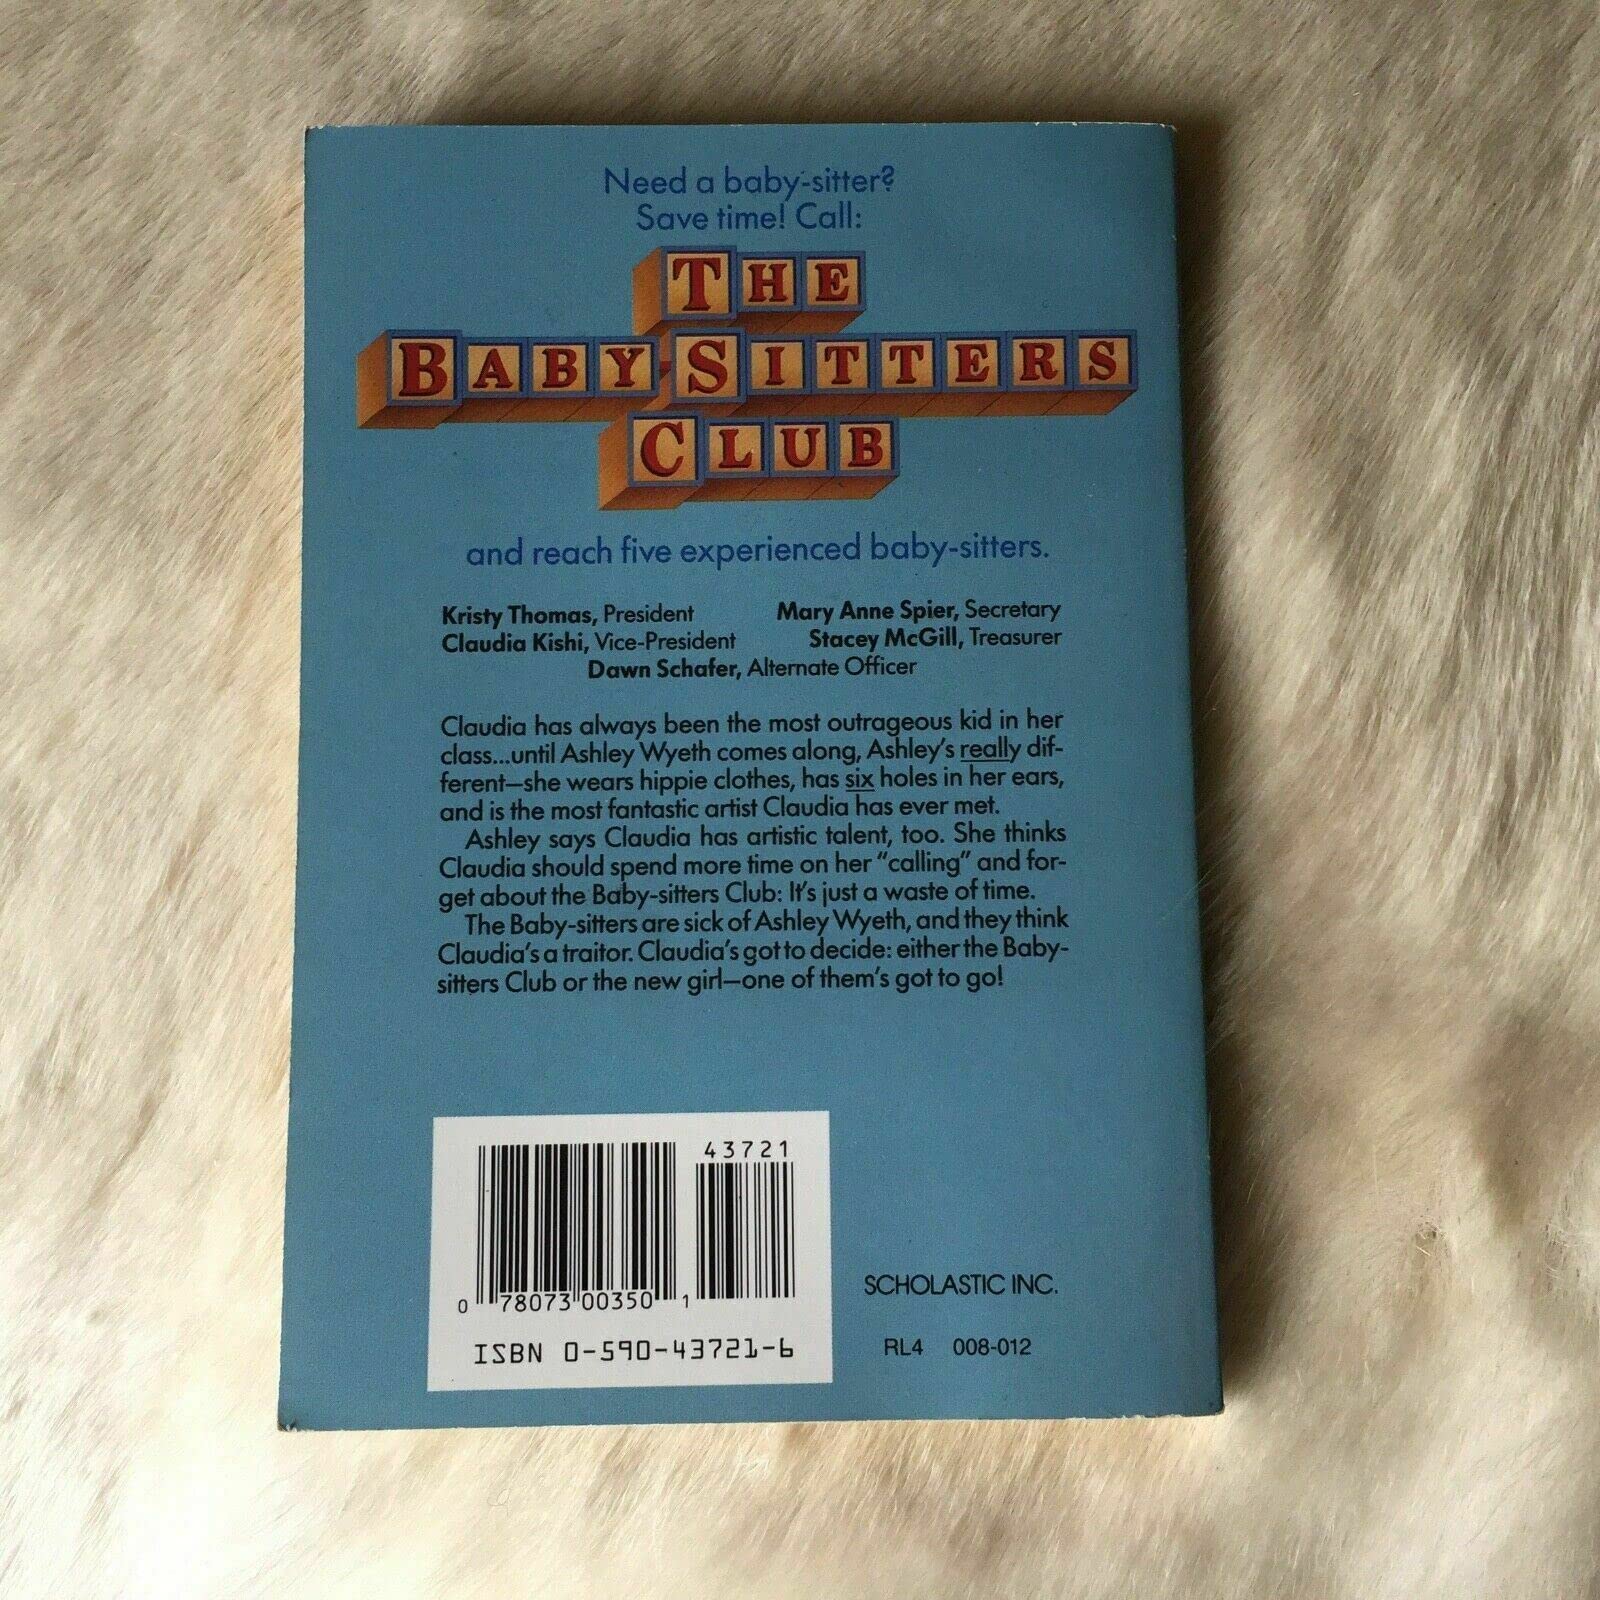 Need a baby-sitter?
Save time! Call:
THE
BABY-SITTERS
CLUB
and reach five experienced baby-sitters.
Kristy Thomas, President Mary Anne Spier, Secretary
Claudia Kishi, Vice-President Stacey McGill, Treasurer
Dawn Schafer, Alternate Officer
Claudia has always been the most outrageous kid in her
class...until Ashley Wyeth comes along, Ashley's really dif-
ferent—she wears hippie clothes, has six holes in her ears,
and is the most fantastic artist Claudia has ever met.
Ashley says Claudia has artistic talent, too. She thinks
Claudia should spend more time on her "calling" and for-
get about the Baby-sitters Club: It's just a waste of time.
The Baby-sitters are sick of Ashley Wyeth, and they think
Claudia's a traitor. Claudia's got to decide: either the Baby-
sitters Club or the new girl—one of them's got to go!
43721
0 78073 00350 1
ISBN 0-590-43721-6
SCHOLASTIC INC.
RL4 008-012